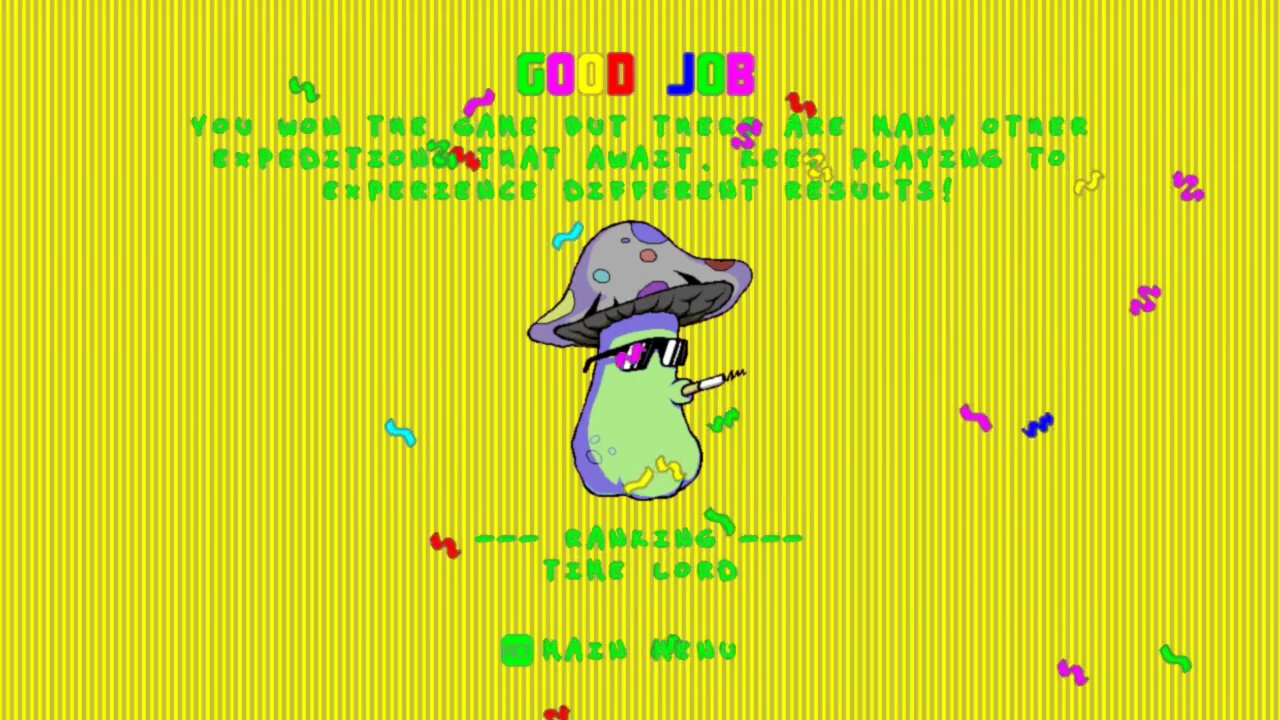 GOOD JOB
YOU WON THE GAME BUT THERE ARE MANY OTHER
EXPEDITIONS THAT AWAIT. KEEP PLAYING TO
EXPERIENCE DIFFERENT RESULTS!
--- RANKING ---
TIME LORD
MAIN MENU